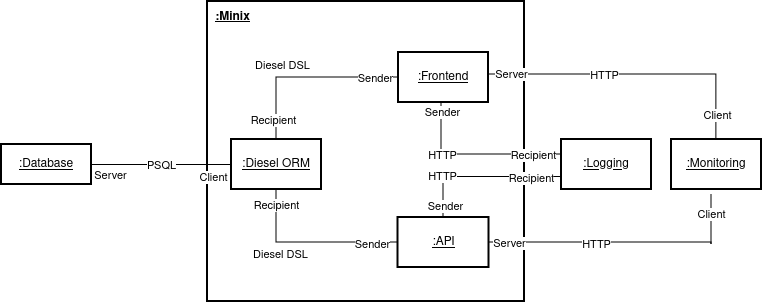 :Minix
Diesel DSL
Sender
:Frontend
Server
HTTP
Sender
Client
Recipient
:Database
PSQL
Server
Client
:Diesel ORM
HTTP
Recipient
:Logging
:Monitoring
HTTP
Recipient
Recipient
Sender
Client
Diesel DSL
Sender
:API
Server
HTTP